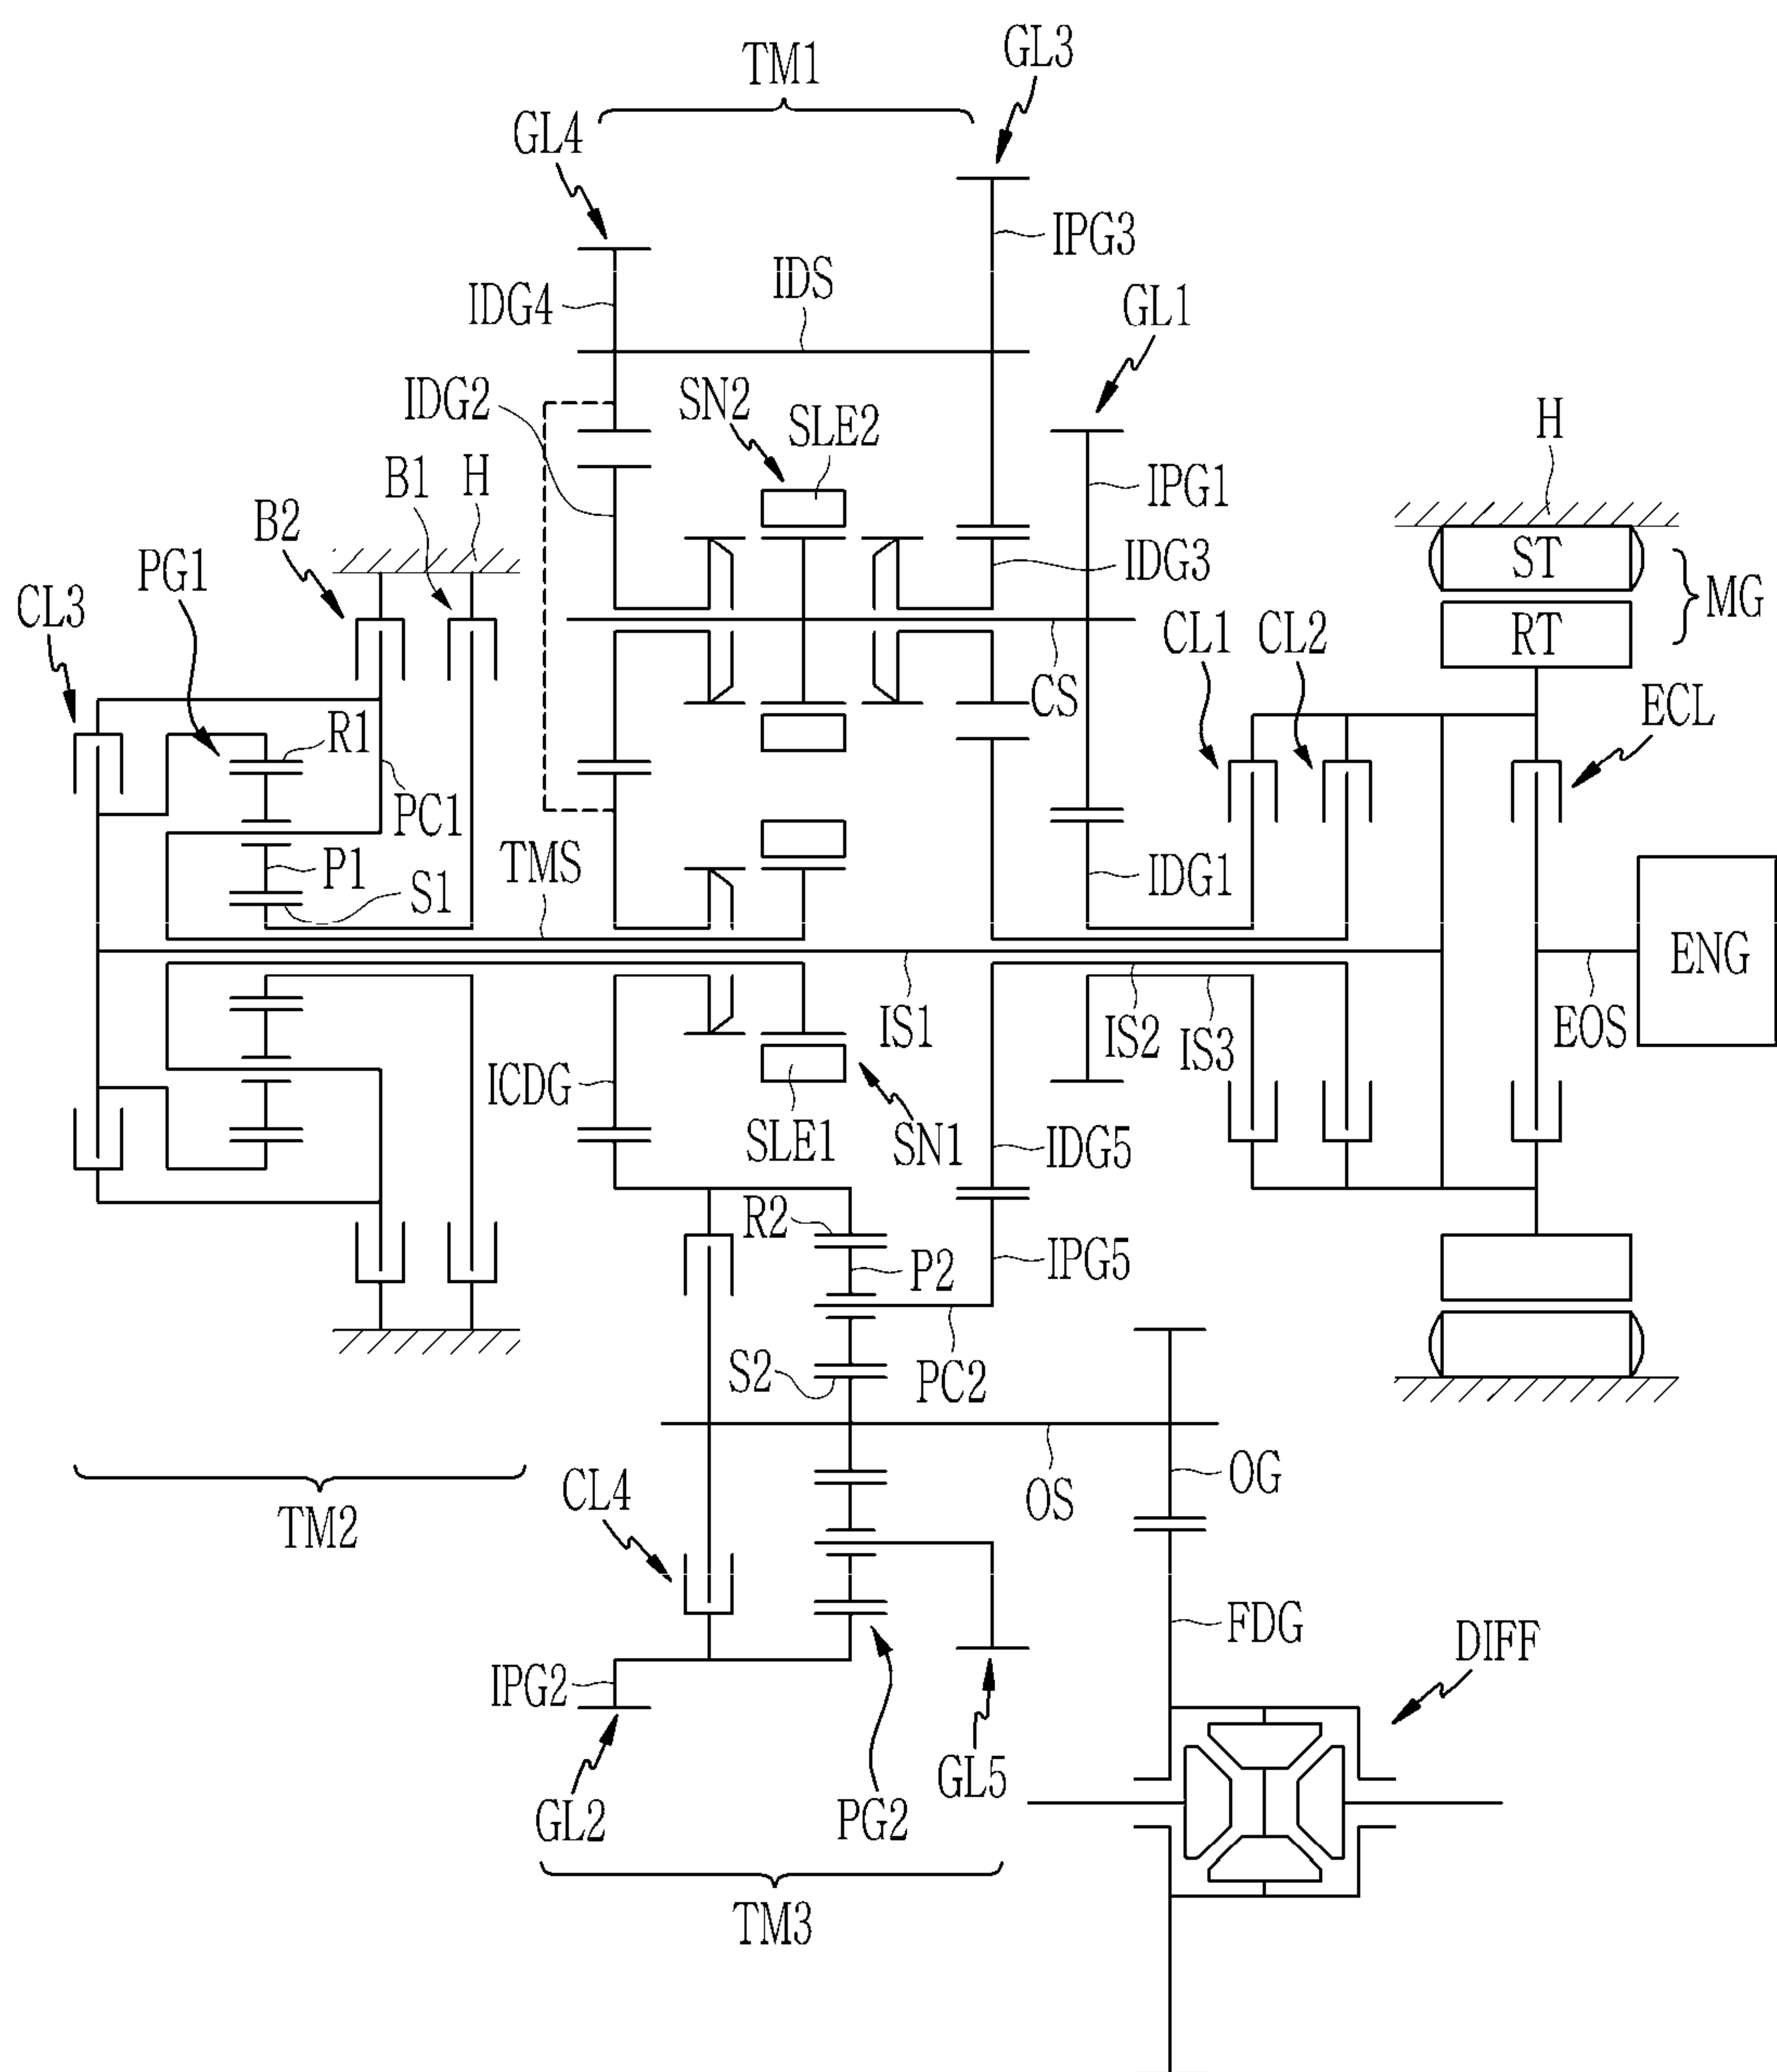 TM1
GL3
GL4
IPG3
IDG4
IDS
GL1
IDG2
SN2
SLE2
H
B1
H
IPG1
B2
ST
PG1
IDG3
MG
CL3
RT
CL1
CL2
CS
ECL
R1
PC1
TMS
P1
IDG1
S1
ENG
IS1
IS2
IS3
EOS
ICDG
SLE1
SN1
IDG5
R2
P2
IPG5
S2
PC2
OG
CL4
OS
TM2
FDG
DIFF
IPG2
GL5
GL2
PG2
TM3